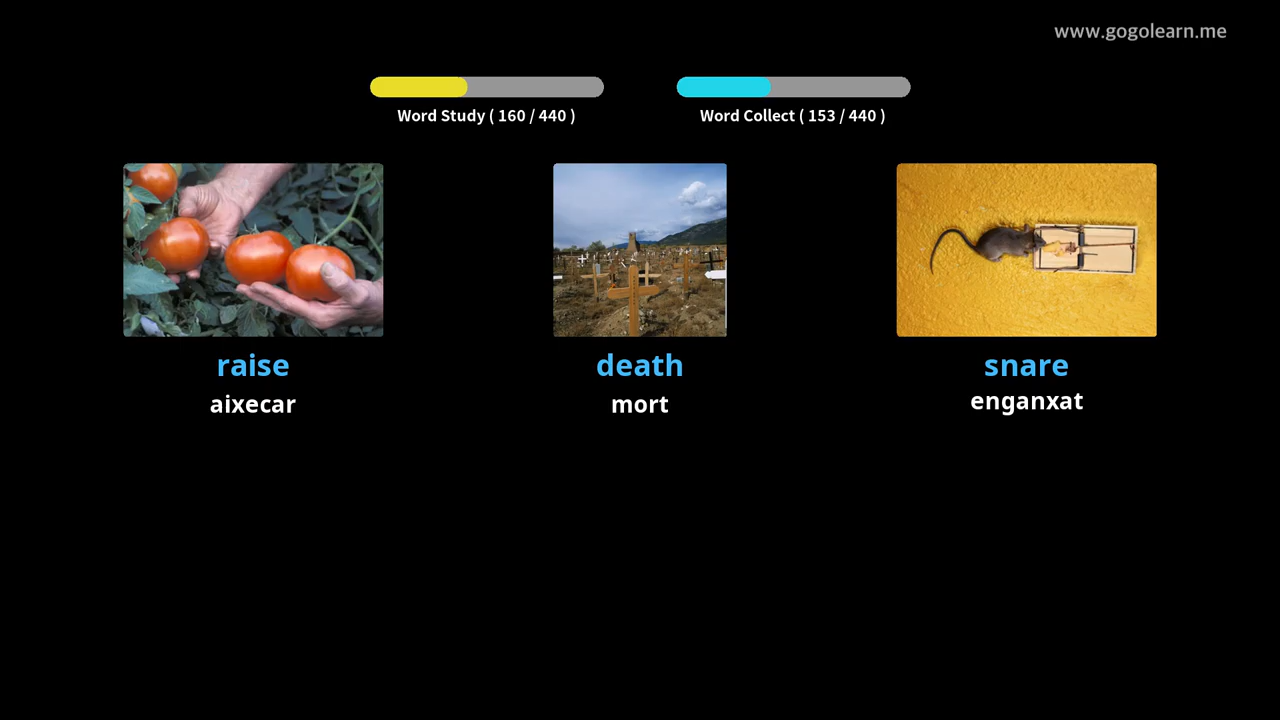 www.gogolearn.me
Word Study ( 160 / 440 )
Word Collect ( 153 / 440 )
raise
aixecar
death
mort
snare
enganxat